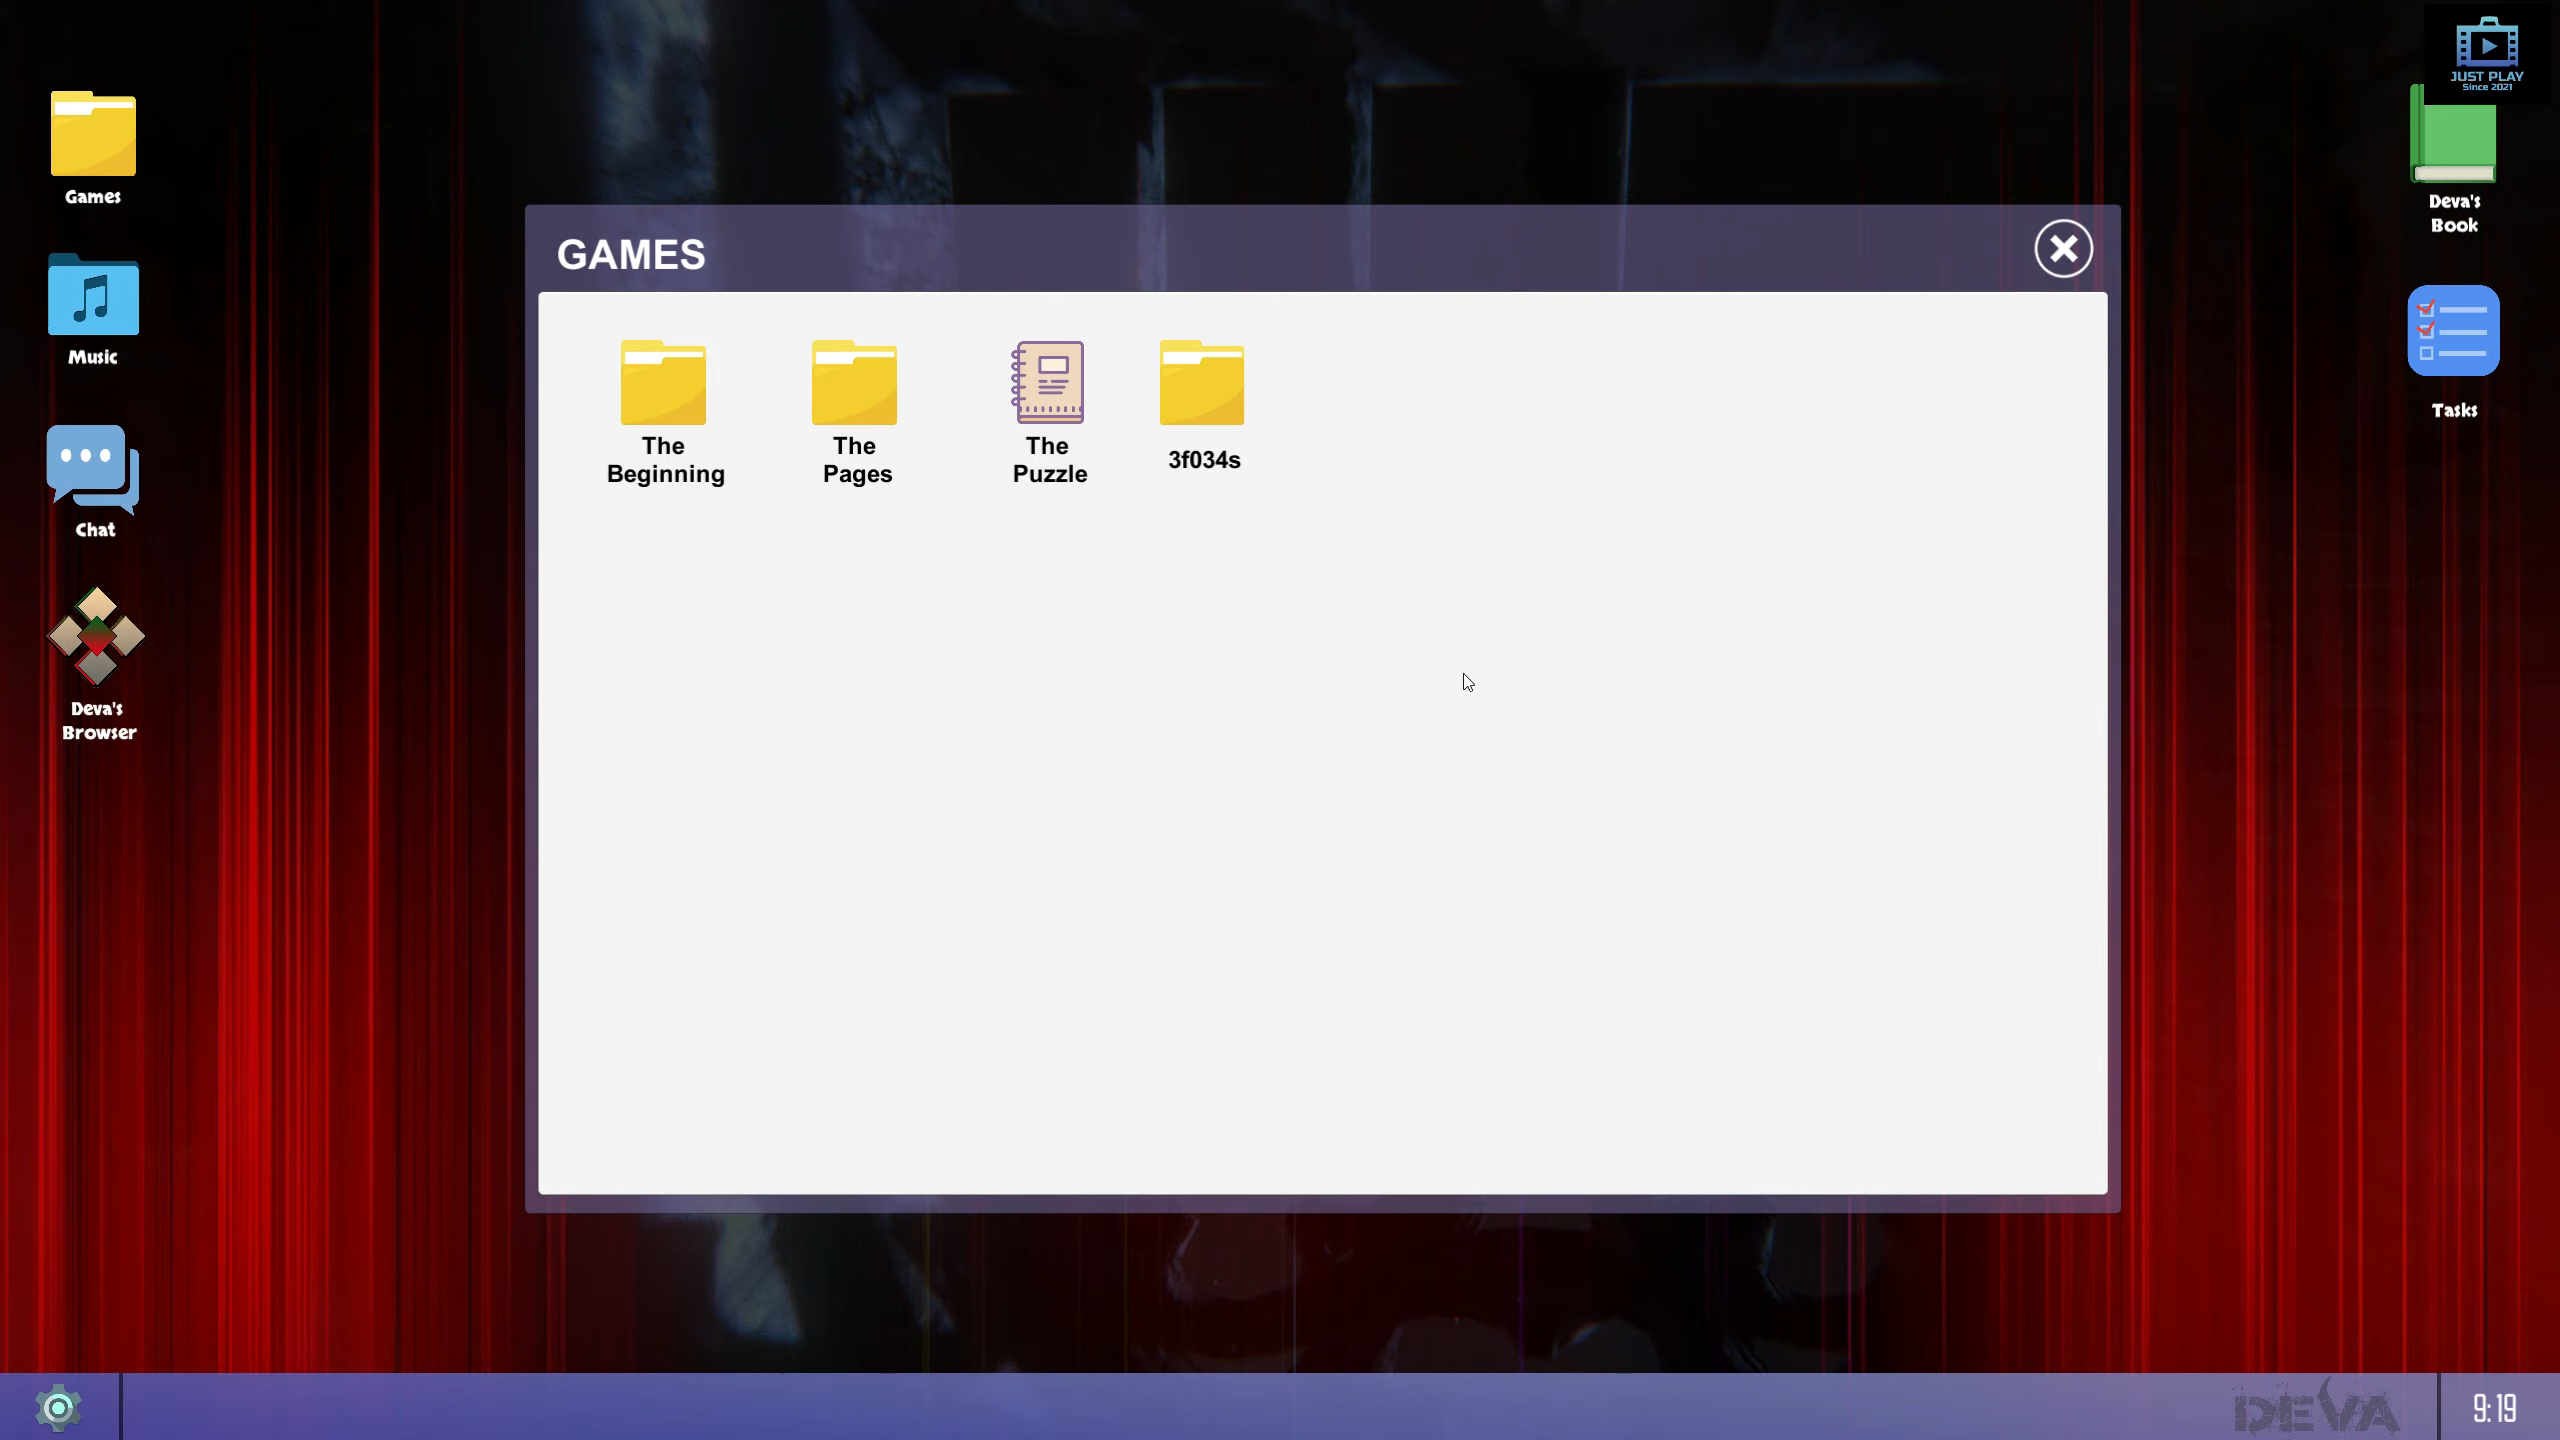 JUST PLAY
Since 2021
Games
Music
Chat
Deva's
Browser
GAMES
The
Beginning
The
Pages
The
Puzzle
3f034s
Deva's
Book
Tasks
DEVA
9:19